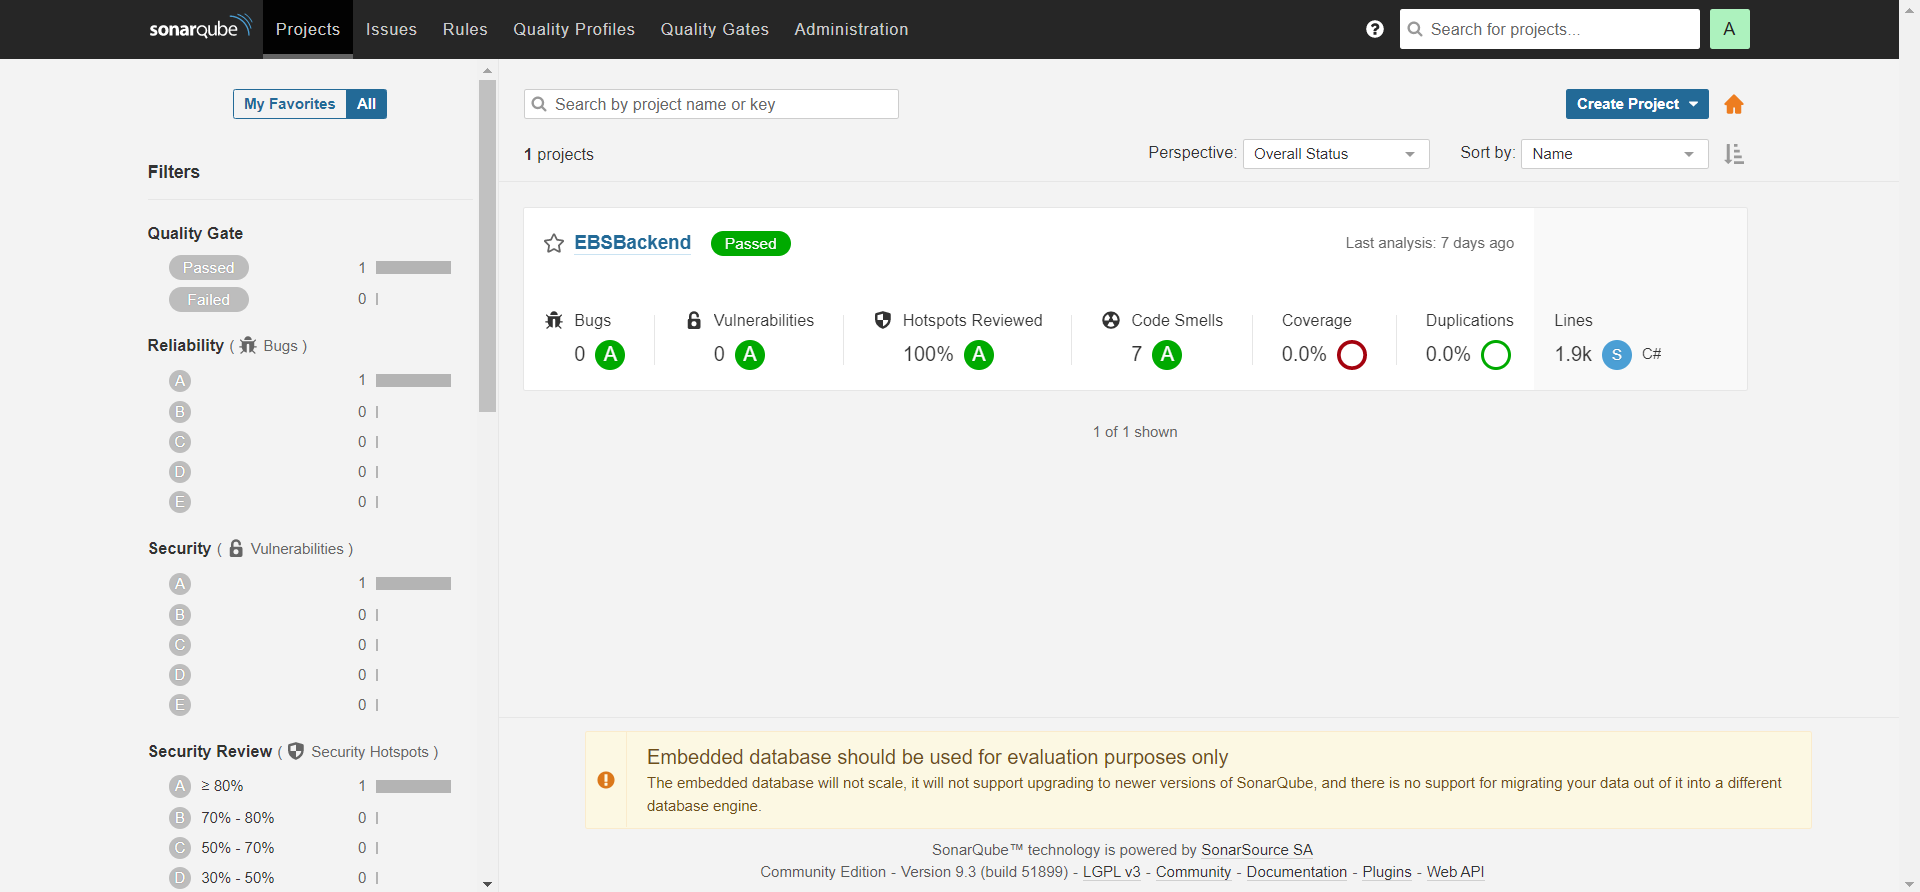 sonarqube Projects Issues Rules Quality Profiles Quality Gates Administration Search for projects... A
My Favorites All
Filters
Quality Gate
Passed 1
Failed 0
Reliability ( Bugs )
A 1
B 0
C 0
D 0
E 0
Security ( Vulnerabilities )
A 1
B 0
C 0
D 0
E 0
Security Review ( Security Hotspots )
A ≥ 80% 1
B 70% - 80% 0
C 50% - 70% 0
D 30% - 50% 0
Search by project name or key Create Project
1 projects Perspective: Overall Status Sort by: Name
EBSBackend Passed Last analysis: 7 days ago
Bugs Vulnerabilities Hotspots Reviewed Code Smells Coverage Duplications Lines
0 A 0 A 100% A 7 A 0.0% 0.0% 1.9k S C#
1 of 1 shown
Embedded database should be used for evaluation purposes only
The embedded database will not scale, it will not support upgrading to newer versions of SonarQube, and there is no support for migrating your data out of it into a different
database engine.
SonarQube™ technology is powered by SonarSource SA
Community Edition - Version 9.3 (build 51899) - LGPL v3 - Community - Documentation - Plugins - Web API